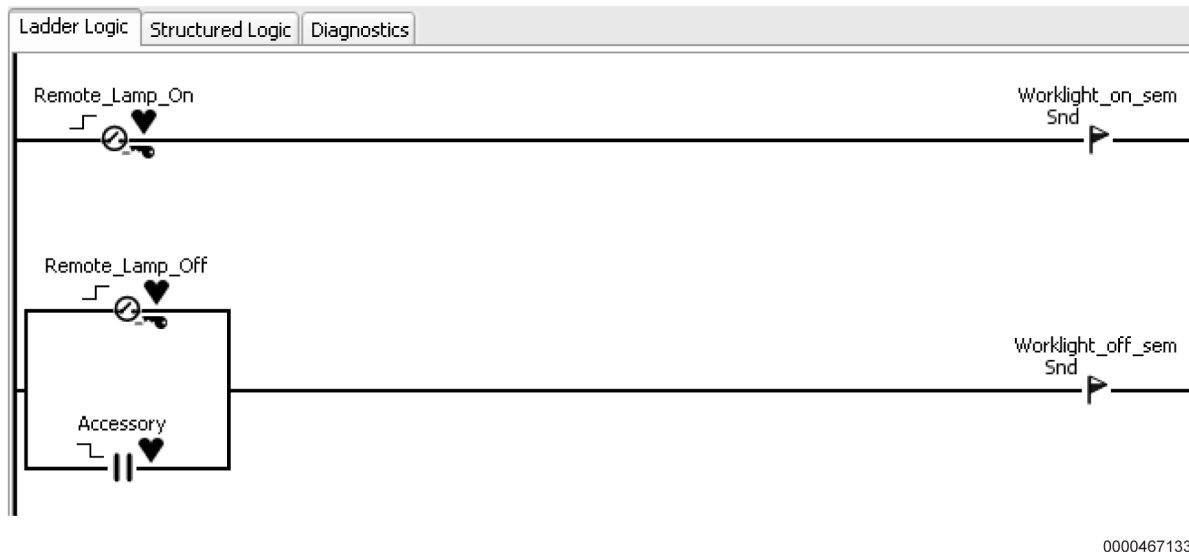 Ladder Logic Structured Logic Diagnostics
Remote_Lamp_On
Worklight_on_sem
Snd
Remote_Lamp_Off
Worklight_off_sem
Snd
Accessory
0000467133